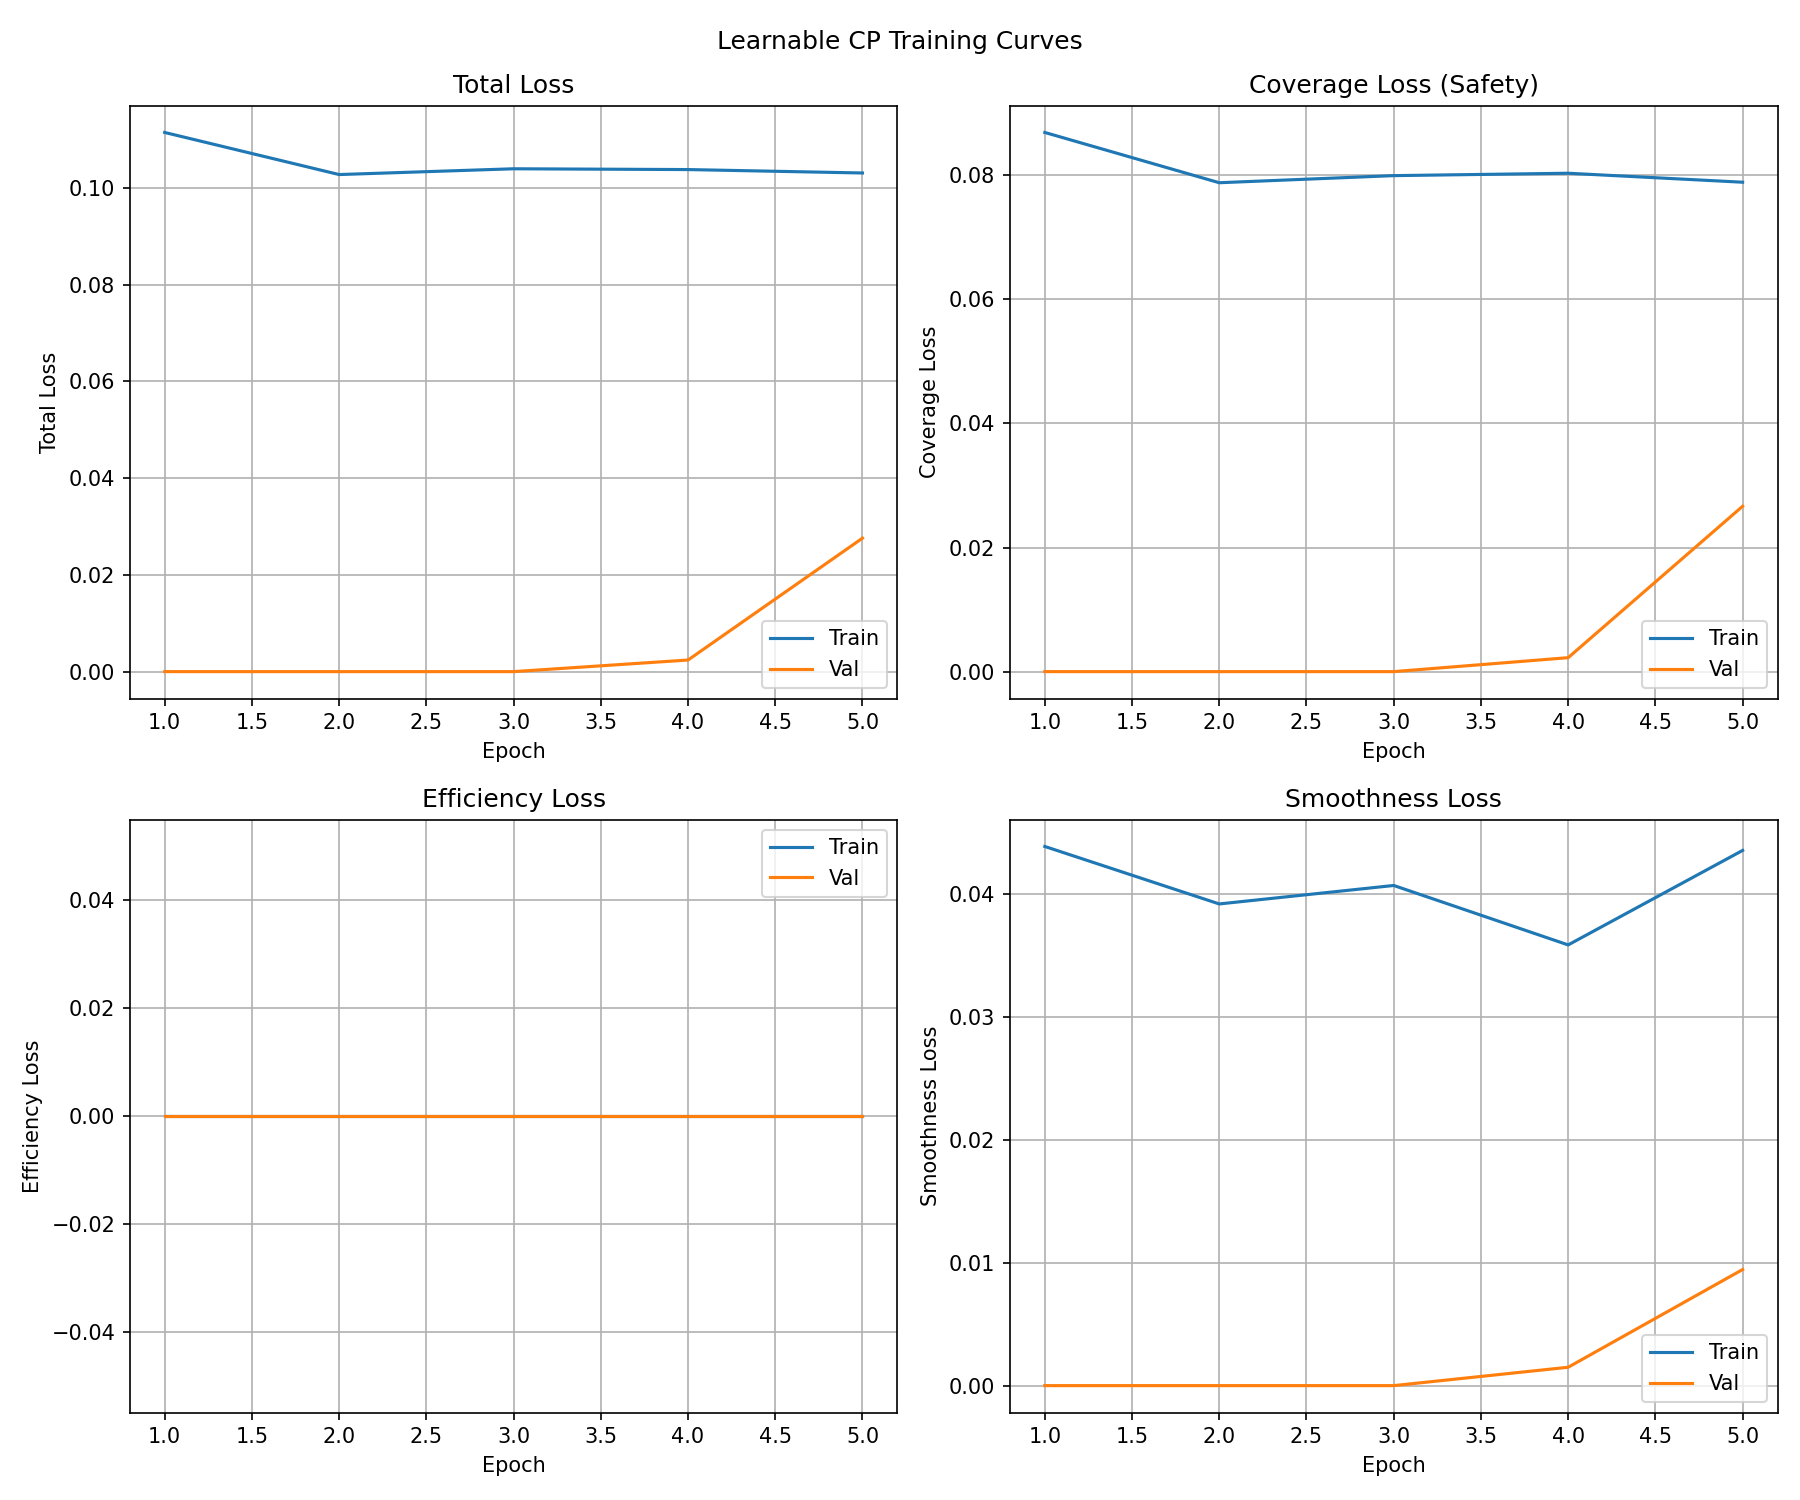 Learnable CP Training Curves
Total Loss
Total Loss
0.10
0.08
0.06
0.04
0.02
0.00
1.0 1.5 2.0 2.5 3.0 3.5 4.0 4.5 5.0
Epoch
Train
Val
Coverage Loss (Safety)
Coverage Loss
0.08
0.06
0.04
0.02
0.00
1.0 1.5 2.0 2.5 3.0 3.5 4.0 4.5 5.0
Epoch
Train
Val
Efficiency Loss
Efficiency Loss
0.04
0.02
0.00
−0.02
−0.04
1.0 1.5 2.0 2.5 3.0 3.5 4.0 4.5 5.0
Epoch
Train
Val
Smoothness Loss
Smoothness Loss
0.04
0.03
0.02
0.01
0.00
1.0 1.5 2.0 2.5 3.0 3.5 4.0 4.5 5.0
Epoch
Train
Val